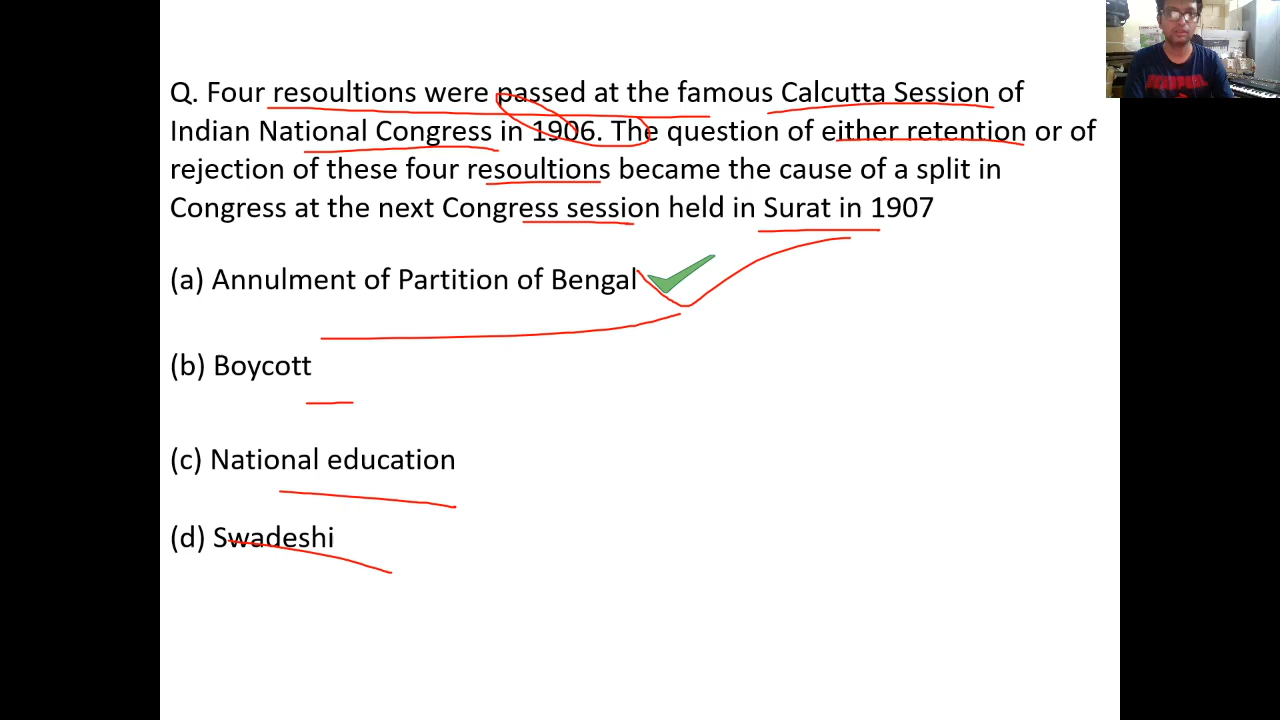 Q. Four resoultions were passed at the famous Calcutta Session of
Indian National Congress in 1906. The question of either retention or of
rejection of these four resoultions became the cause of a split in
Congress at the next Congress session held in Surat in 1907
(a) Annulment of Partition of Bengal
(b) Boycott
(c) National education
(d) Swadeshi